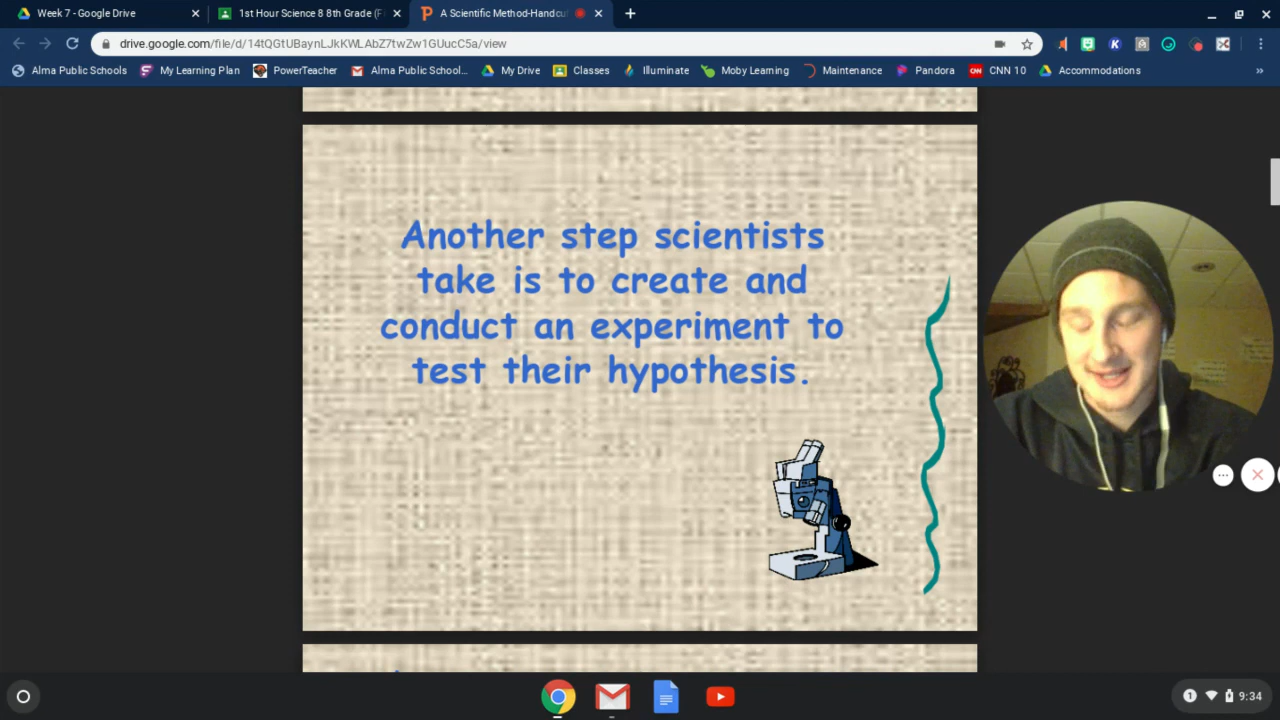 Week 7 - Google Drive
1st Hour Science 8 8th Grade (F
A Scientific Method-Handcu
drive.google.com/file/d/14tQGtUBaynLJkKWLAbZ7twZw1GUucC5a/view
Alma Public Schools
My Learning Plan
PowerTeacher
Alma Public School...
My Drive
Classes
Illuminate
Moby Learning
Maintenance
Pandora
CNN 10
Accommodations
Another step scientists
take is to create and
conduct an experiment to
test their hypothesis.
1
9:34